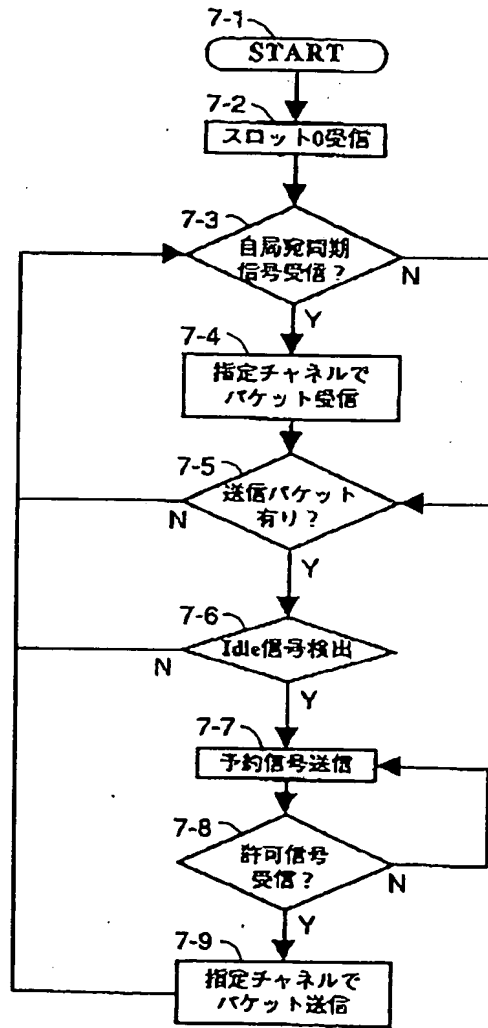 7-1
START
7-2
スロット0受信
7-3
自局宛同期
信号受信？
N
Y
7-4
指定チャネルで
パケット受信
7-5
送信パケット
有り？
N
Y
7-6
Idle信号検出
N
Y
7-7
予約信号送信
7-8
許可信号
受信？
N
Y
7-9
指定チャネルで
パケット送信